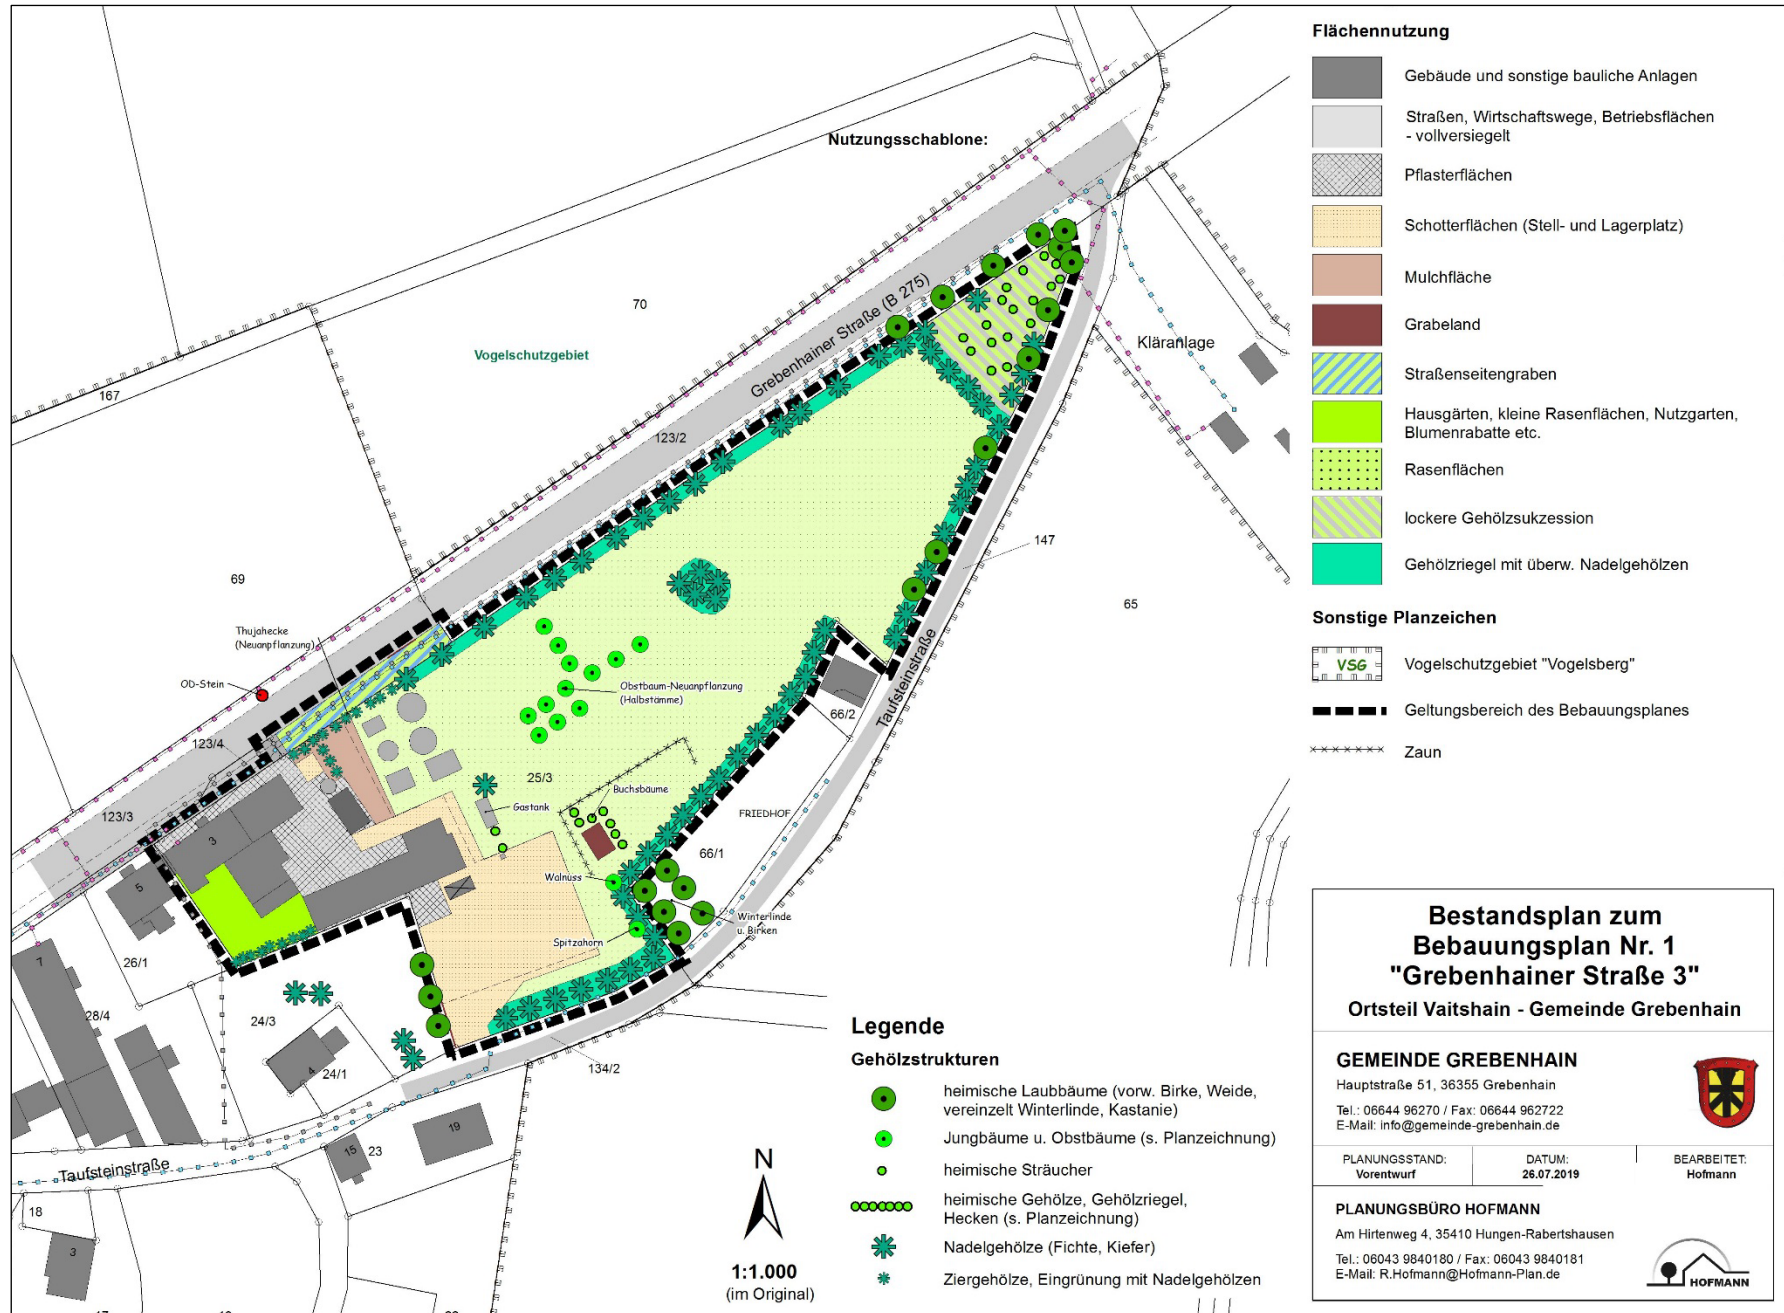 Nutzungsschablone:
70
Vogelschutzgebiet
Grebenhainer Straße (B 275)
Kläranlage
167
123/2
69
147
65
Thujahecke
(Neuanpflanzung)
OD-Stein
Obstbaum-Neuanpflanzung
(Halbstämme)
Taufsteinstraße
66/2
123/4
25/3
Gastank
Buchsbäume
FRIEDHOF
123/3
3
66/1
5
Walnuss
Winterlinde
u. Birken
Spitzahorn
7
26/1
28/4
24/3
4
24/1
134/2
19
15
23
Taufsteinstraße
18
3
N
1:1.000
(im Original)
Legende
Gehölzstrukturen
heimische Laubbäume (vorw. Birke, Weide,
vereinzelt Winterlinde, Kastanie)
Jungbäume u. Obstbäume (s. Planzeichnung)
heimische Sträucher
heimische Gehölze, Gehölzriegel,
Hecken (s. Planzeichnung)
Nadelgehölze (Fichte, Kiefer)
Ziergehölze, Eingrünung mit Nadelgehölzen
Flächennutzung
Gebäude und sonstige bauliche Anlagen
Straßen, Wirtschaftswege, Betriebsflächen
- vollversiegelt
Pflasterflächen
Schotterflächen (Stell- und Lagerplatz)
Mulchfläche
Grabeland
Straßenseitengraben
Hausgärten, kleine Rasenflächen, Nutzgarten,
Blumenrabatte etc.
Rasenflächen
lockere Gehölzsukzession
Gehölzriegel mit überw. Nadelgehölzen
Sonstige Planzeichen
VSG
Vogelschutzgebiet "Vogelsberg"
Geltungsbereich des Bebauungsplanes
Zaun
Bestandsplan zum
Bebauungsplan Nr. 1
"Grebenhainer Straße 3"
Ortsteil Vaitshain - Gemeinde Grebenhain
GEMEINDE GREBENHAIN
Hauptstraße 51, 36355 Grebenhain
Tel.: 06644 96270 / Fax: 06644 962722
E-Mail: info@gemeinde-grebenhain.de
PLANUNGSSTAND:
Vorentwurf
DATUM:
26.07.2019
BEARBEITET:
Hofmann
PLANUNGSBÜRO HOFMANN
Am Hirtenweg 4, 35410 Hungen-Rabertshausen
Tel.: 06043 9840180 / Fax: 06043 9840181
E-Mail: R.Hofmann@Hofmann-Plan.de
HOFMANN